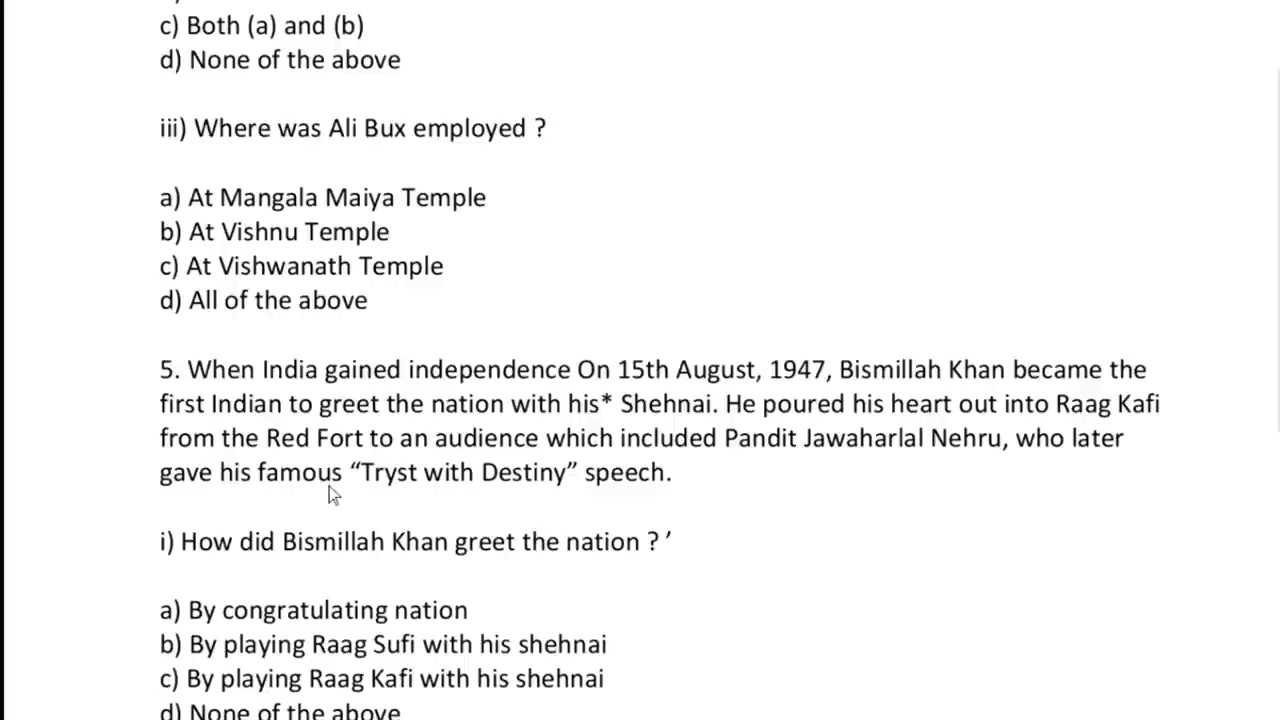 c) Both (a) and (b)
d) None of the above
iii) Where was Ali Bux employed ?
a) At Mangala Maiya Temple
b) At Vishnu Temple
c) At Vishwanath Temple
d) All of the above
5. When India gained independence On 15th August, 1947, Bismillah Khan became the
first Indian to greet the nation with his* Shehnai. He poured his heart out into Raag Kafi
from the Red Fort to an audience which included Pandit Jawaharlal Nehru, who later
gave his famous “Tryst with Destiny” speech.
i) How did Bismillah Khan greet the nation ? ’
a) By congratulating nation
b) By playing Raag Sufi with his shehnai
c) By playing Raag Kafi with his shehnai
d) None of the above